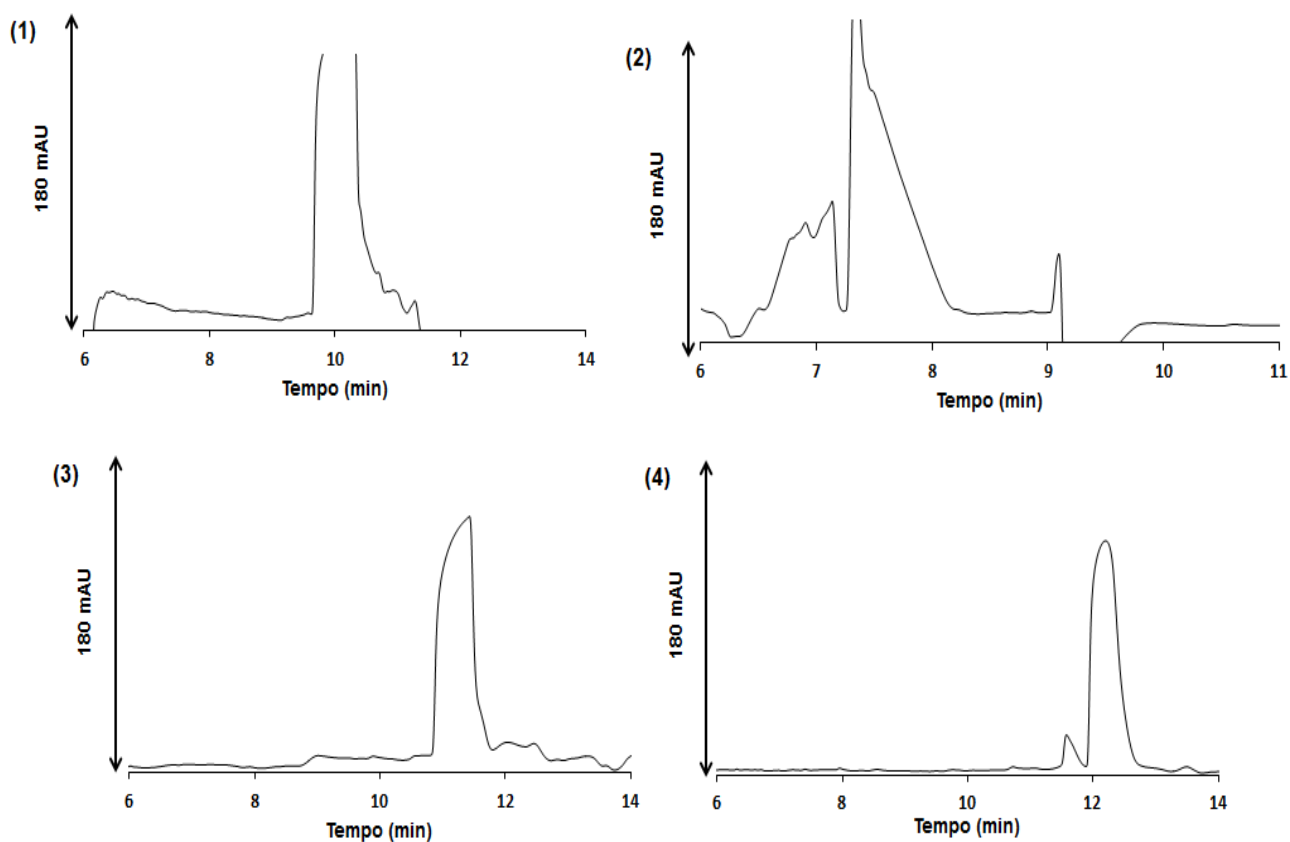 (1)
180 mAU
6 8 10 12 14
Tempo (min)
(2)
180 mAU
6 7 8 9 10 11
Tempo (min)
(3)
180 mAU
6 8 10 12 14
Tempo (min)
(4)
180 mAU
6 8 10 12 14
Tempo (min)